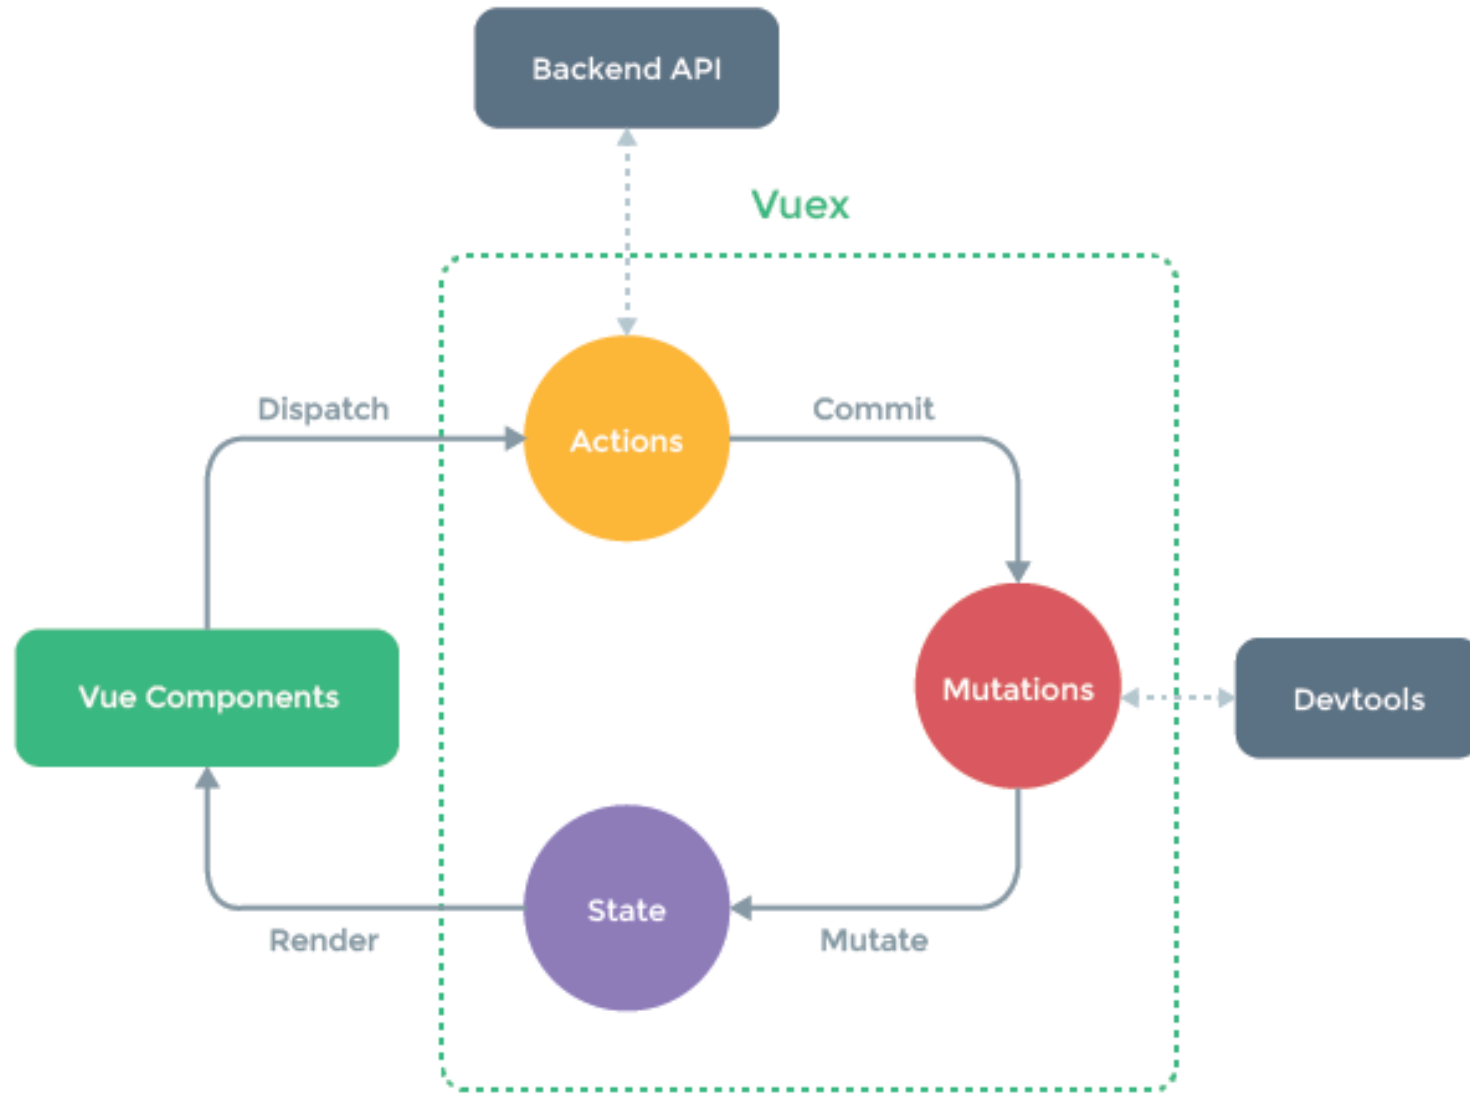 Backend API
Vuex
Dispatch
Commit
Actions
Vue Components
Mutations
Devtools
State
Render
Mutate